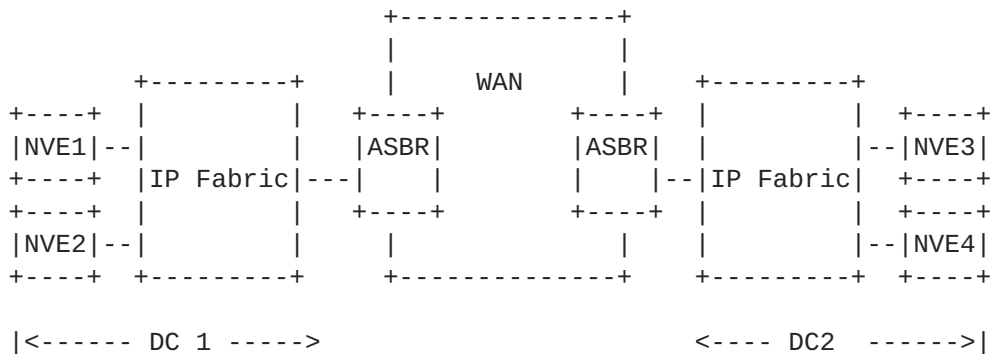 WAN
NVE1 ASBR ASBR NVE3
IP Fabric IP Fabric
NVE2 NVE4
|<------ DC 1 -----> <---- DC2 ------>|